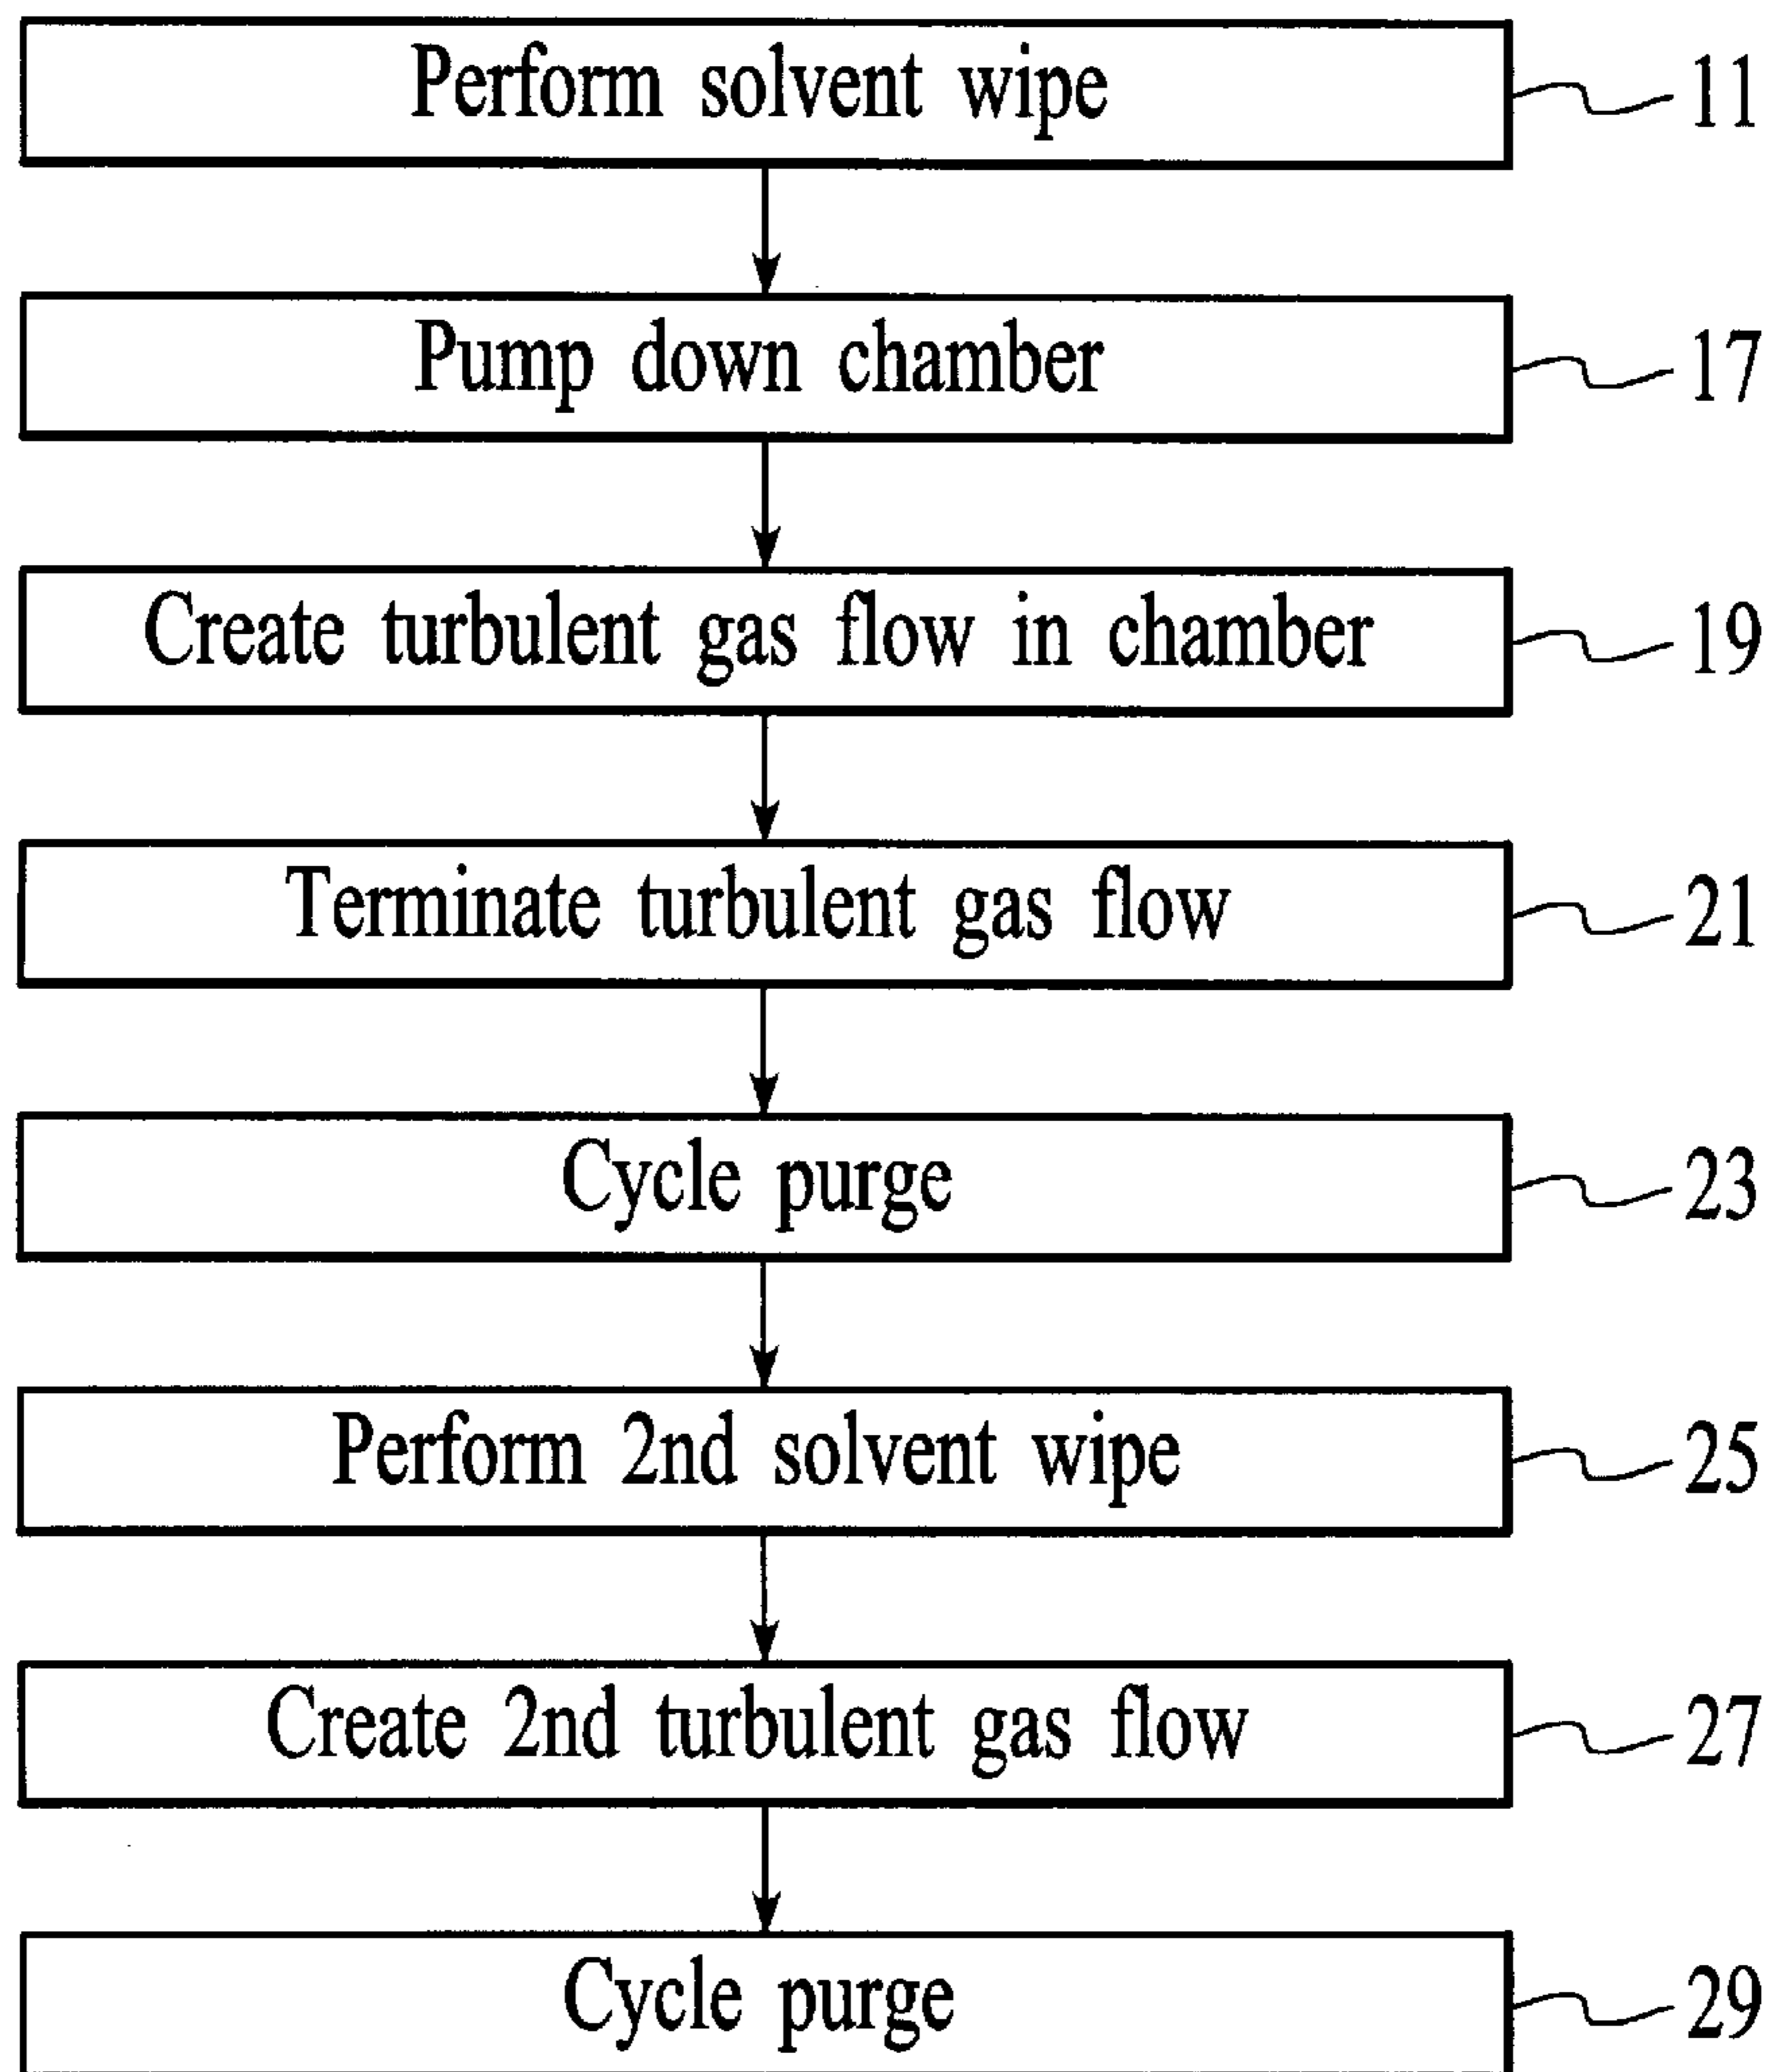 Perform solvent wipe 11
Pump down chamber 17
Create turbulent gas flow in chamber 19
Terminate turbulent gas flow 21
Cycle purge 23
Perform 2nd solvent wipe 25
Create 2nd turbulent gas flow 27
Cycle purge 29